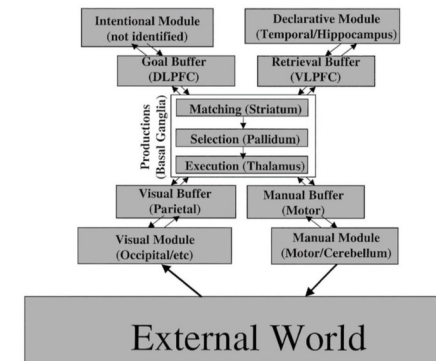 Intentional Module
(not identified)
Declarative Module
(Temporal/Hippocampus)
Goal Buffer
(DLPFC)
Retrieval Buffer
(VLPFC)
Productions
(Basal Ganglia)
Matching (Striatum)
Selection (Pallidum)
Execution (Thalamus)
Visual Buffer
(Parietal)
Manual Buffer
(Motor)
Visual Module
(Occipital/etc)
Manual Module
(Motor/Cerebellum)
External World